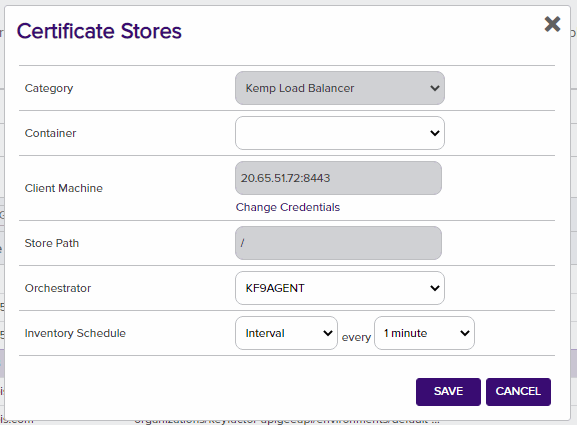 Certificate Stores
Category Kemp Load Balancer
Container
Client Machine 20.65.51.72:8443
Change Credentials
Store Path /
Orchestrator KF9AGENT
Inventory Schedule Interval every 1 minute
SAVE CANCEL